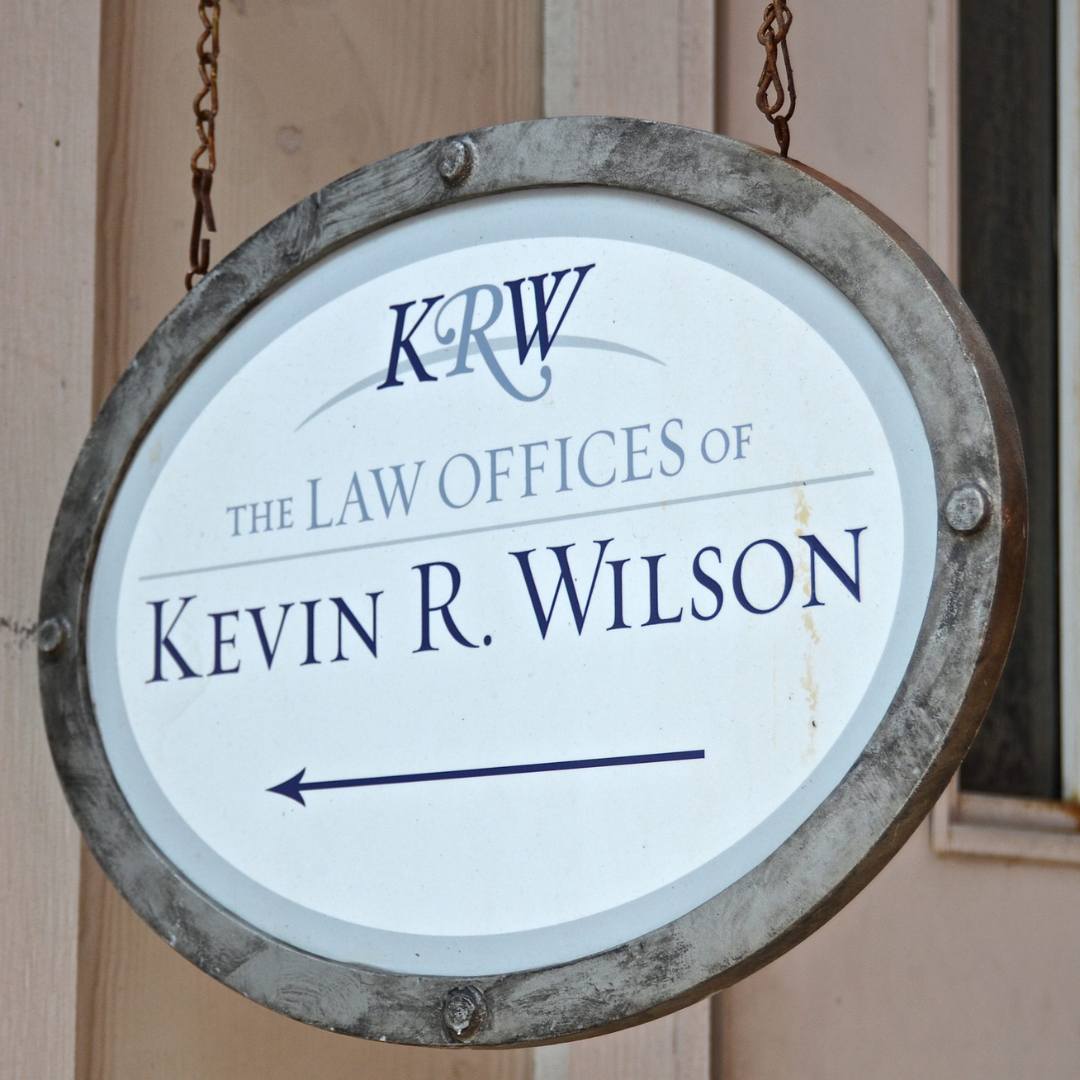 KRW
THE LAW OFFICES OF
KEVIN R. WILSON